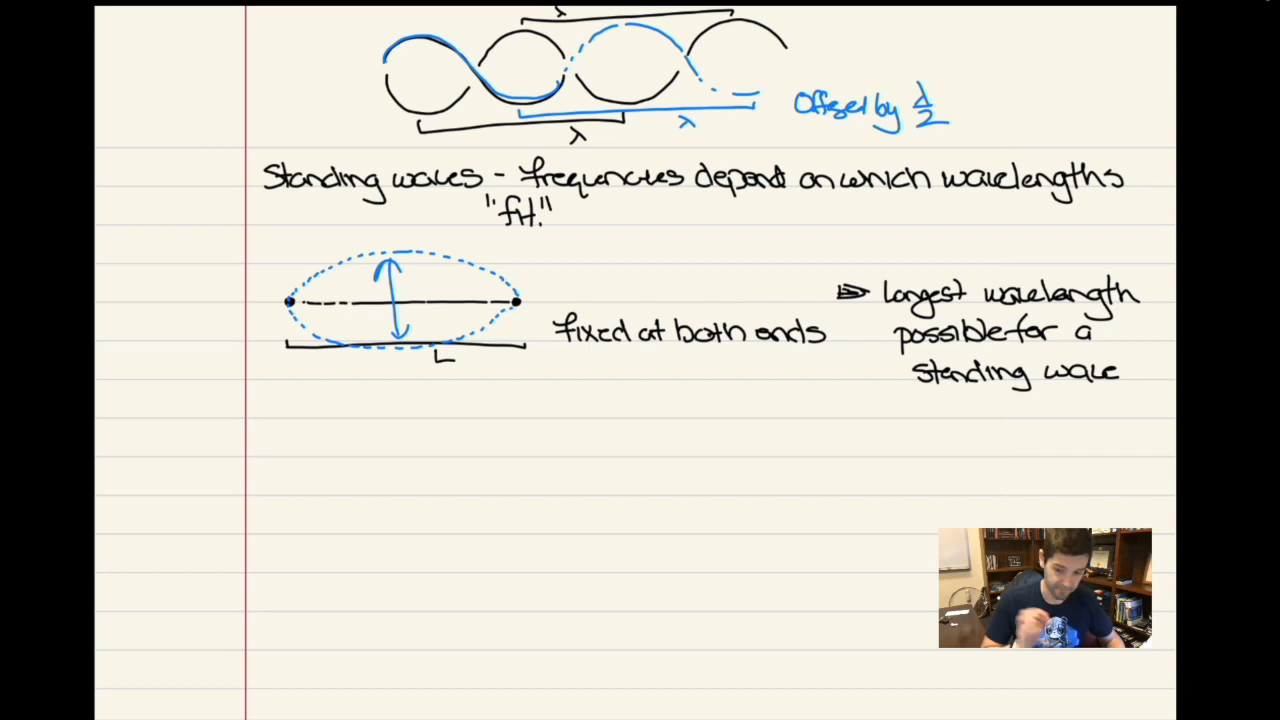 λ
λ
λ
Offset by λ/2
Standing waves - frequencies depend on which wavelengths
"fit."
L
fixed at both ends
longest wavelength
possible for a
standing wave